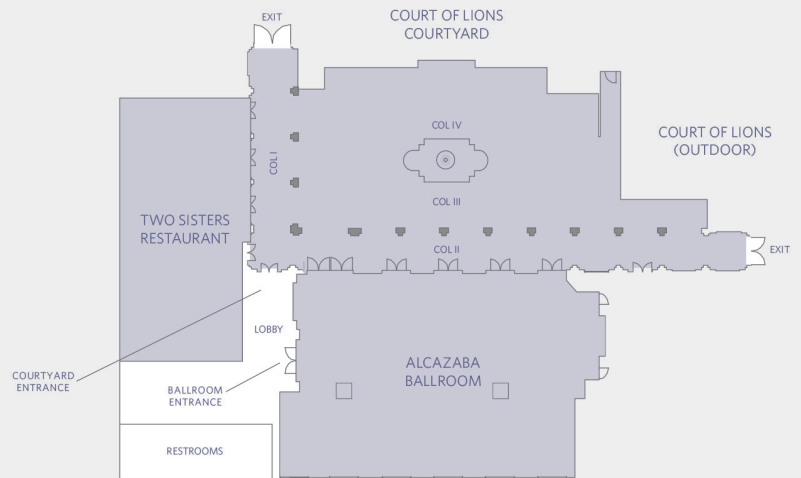 EXIT
COURT OF LIONS
COURTYARD
COL IV
COURT OF LIONS
(OUTDOOR)
COL I
COL III
TWO SISTERS
RESTAURANT
COL II
EXIT
LOBBY
ALCAZABA
BALLROOM
COURTYARD
ENTRANCE
BALLROOM
ENTRANCE
RESTROOMS